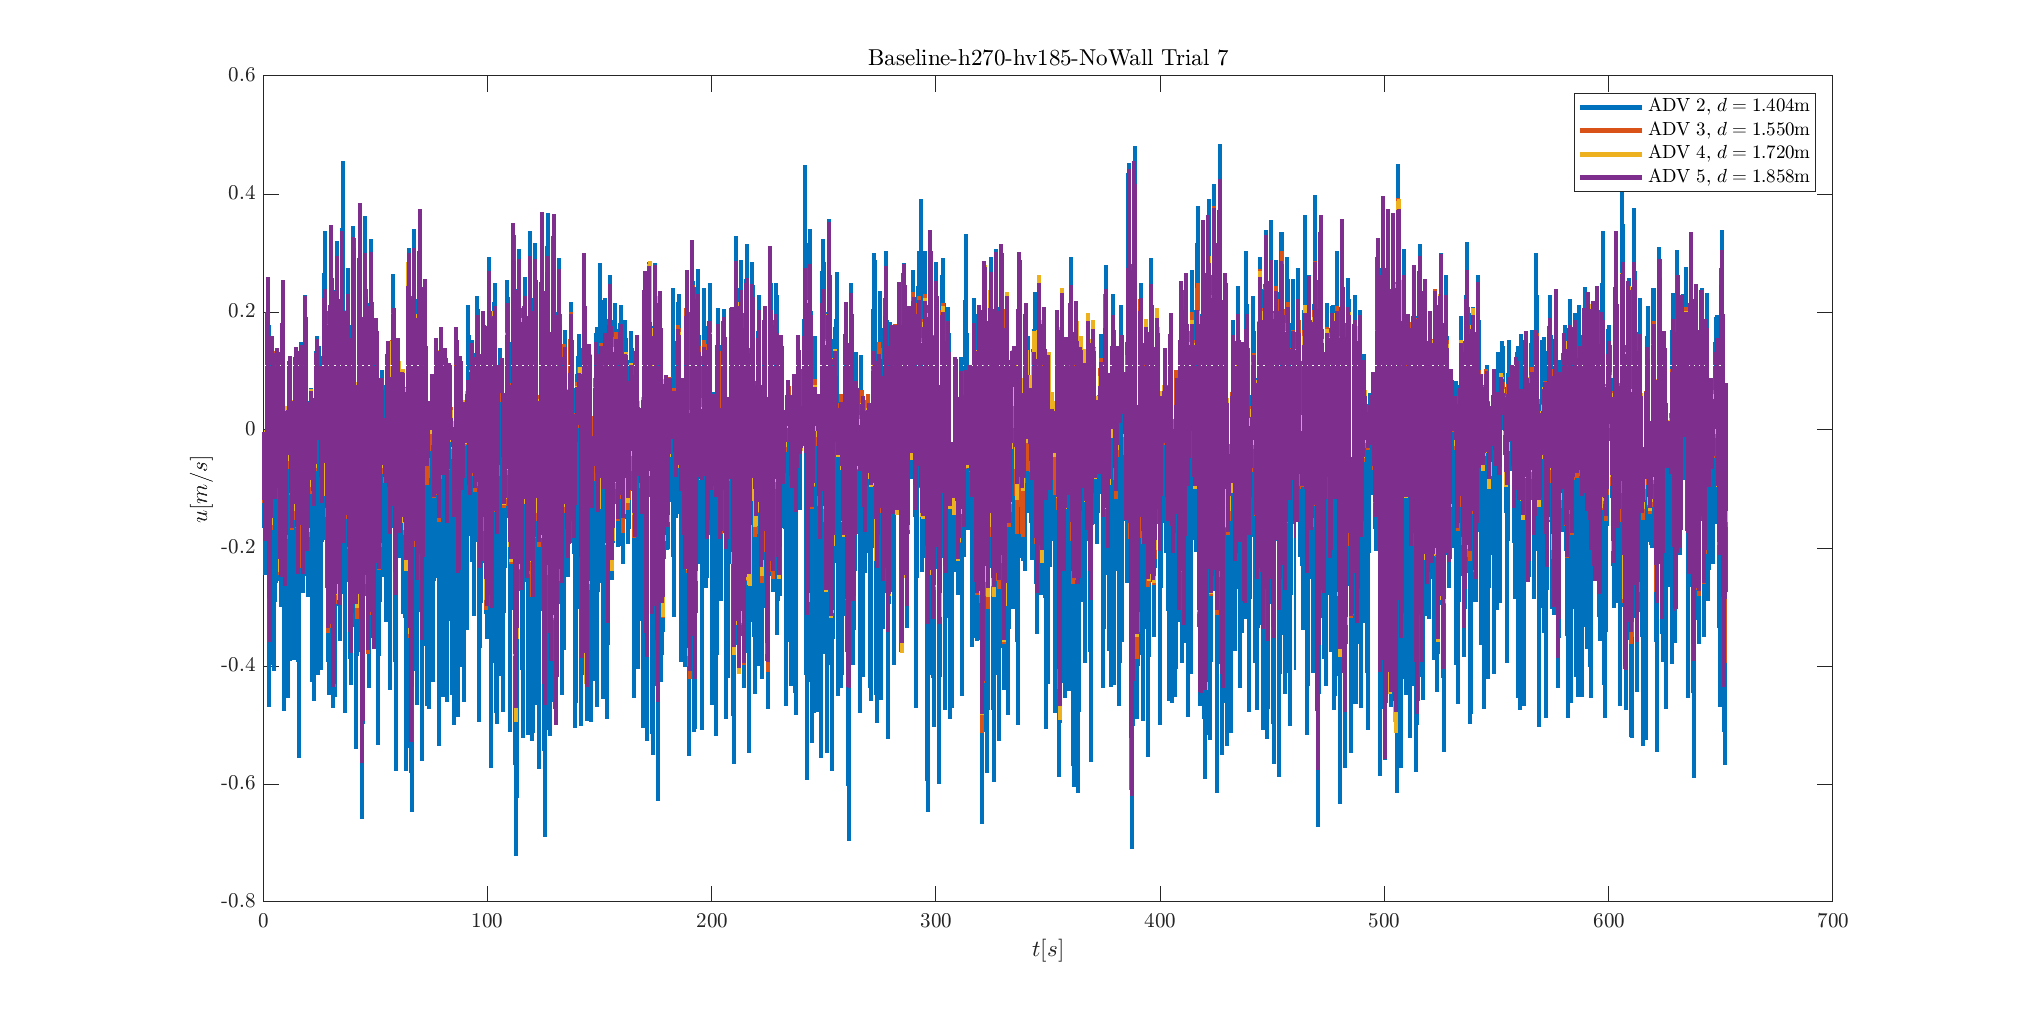 Baseline-h270-hv185-NoWall Trial 7
0.6
0.4
0.2
0
-0.2
-0.4
-0.6
-0.8
u[m/s]
ADV 2, d = 1.404m
ADV 3, d = 1.550m
ADV 4, d = 1.720m
ADV 5, d = 1.858m
0 100 200 300 400 500 600 700
t[s]